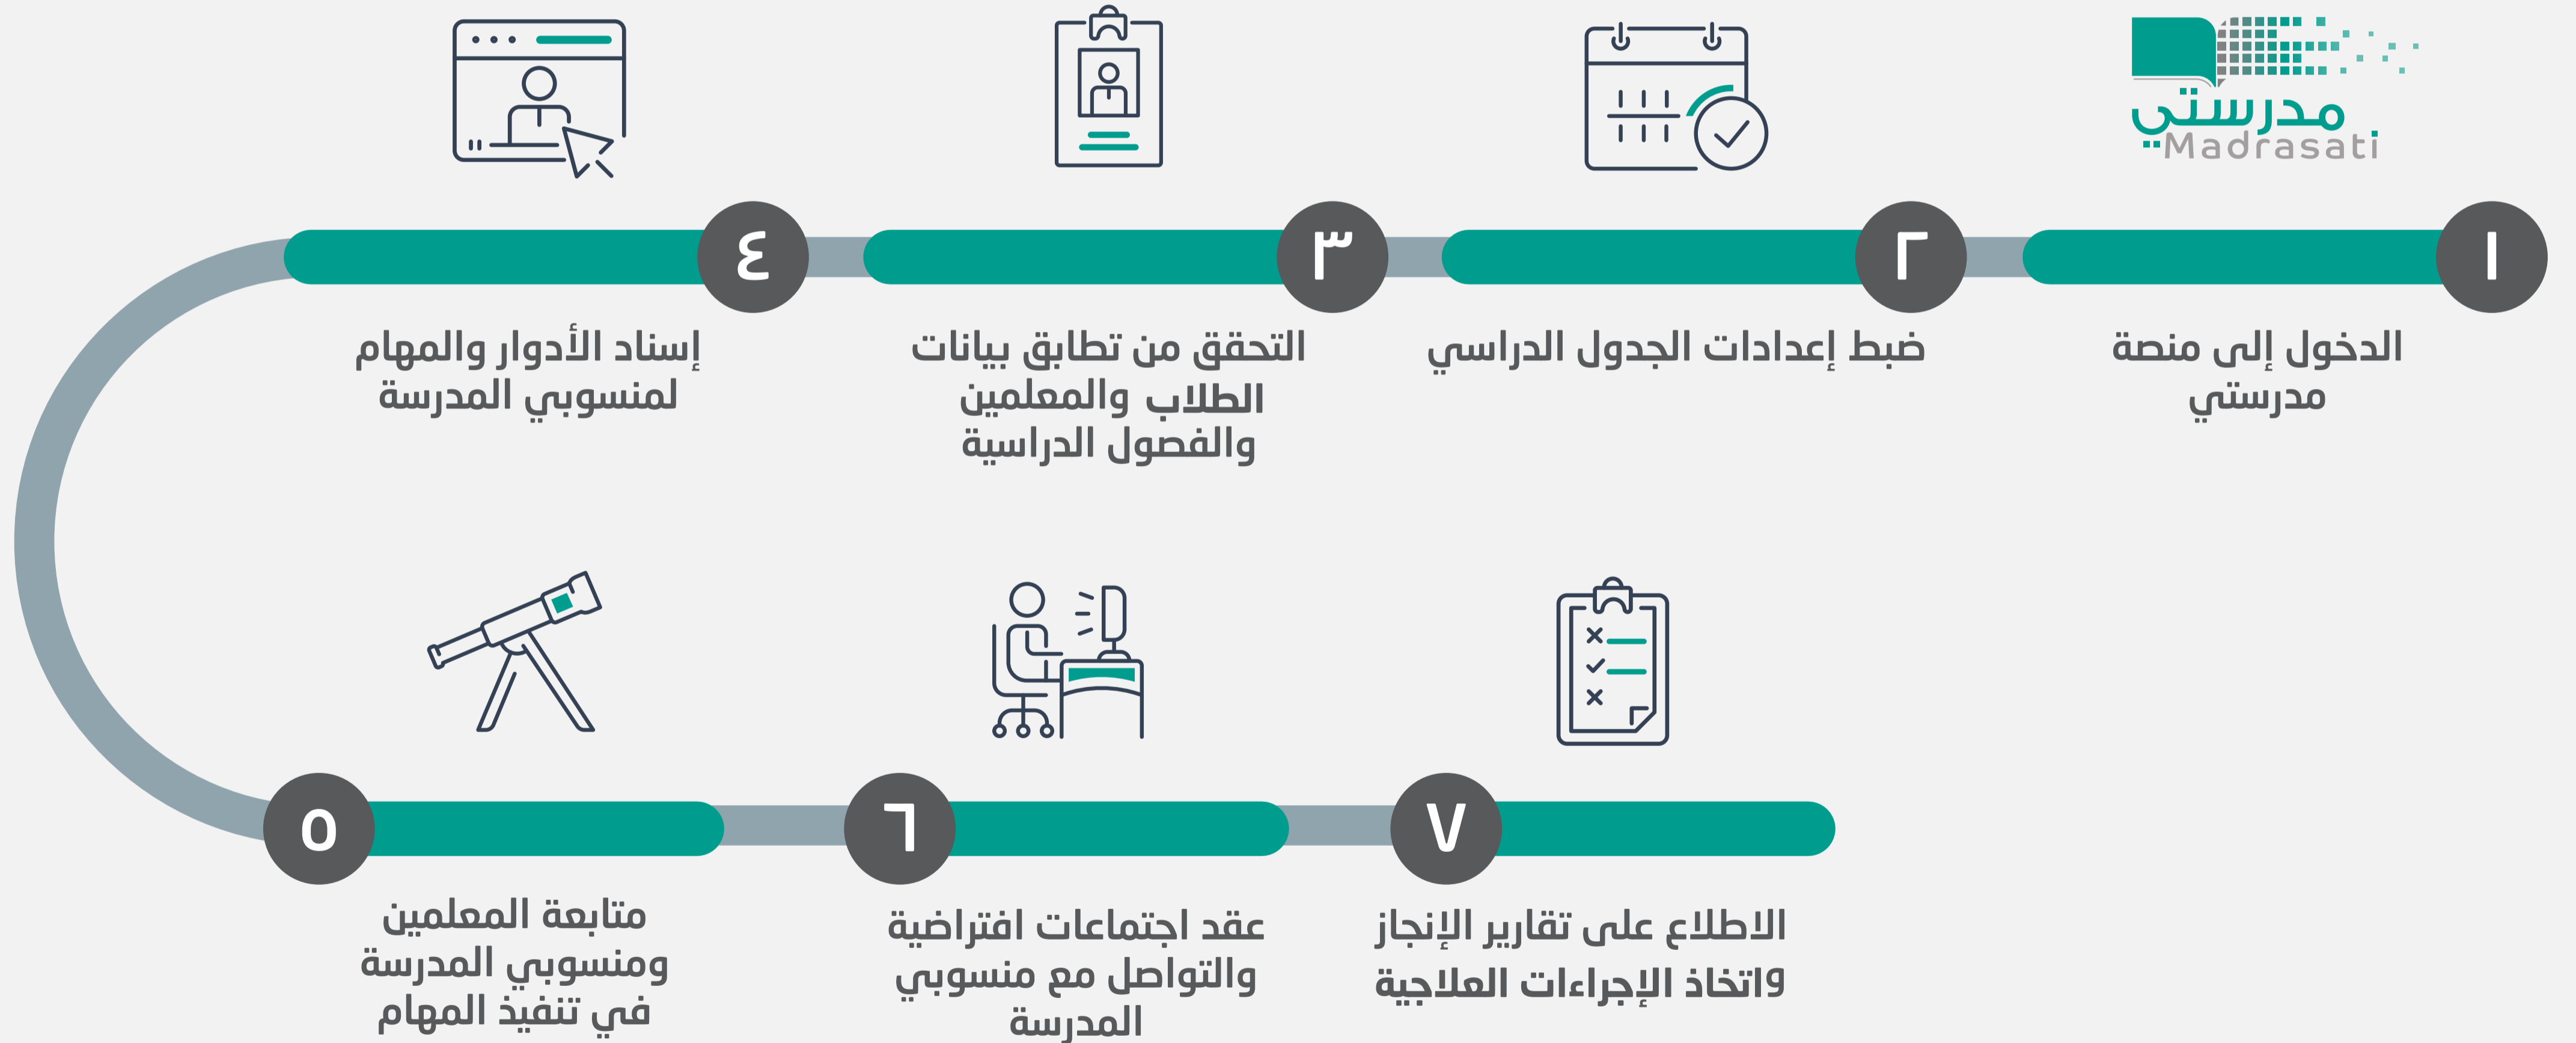 مدرستي
Madrasati
١
الدخول إلى منصة
مدرستي
٢
ضبط إعدادات الجدول الدراسي
٣
التحقق من تطابق بيانات
الطلاب والمعلمين
والفصول الدراسية
٤
إسناد الأدوار والمهام
لمنسوبي المدرسة
٥
متابعة المعلمين
ومنسوبي المدرسة
في تنفيذ المهام
٦
عقد اجتماعات افتراضية
والتواصل مع منسوبي
المدرسة
٧
الاطلاع على تقارير الإنجاز
واتخاذ الإجراءات العلاجية